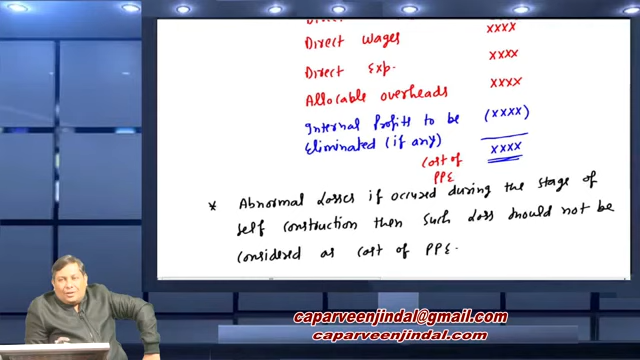 xxxx
Direct Wages xxxx
Direct Exp. xxxx
Allocable overheads xxxx
Internal Profits to be (xxxx)
Eliminated (if any) xxxx
Cost of
PPE
* Abnormal Losses if occured during the stage of
self construction then such Loss should not be
considered as cost of PPE.
caparveenjindal@gmail.com
caparveenjindal.com